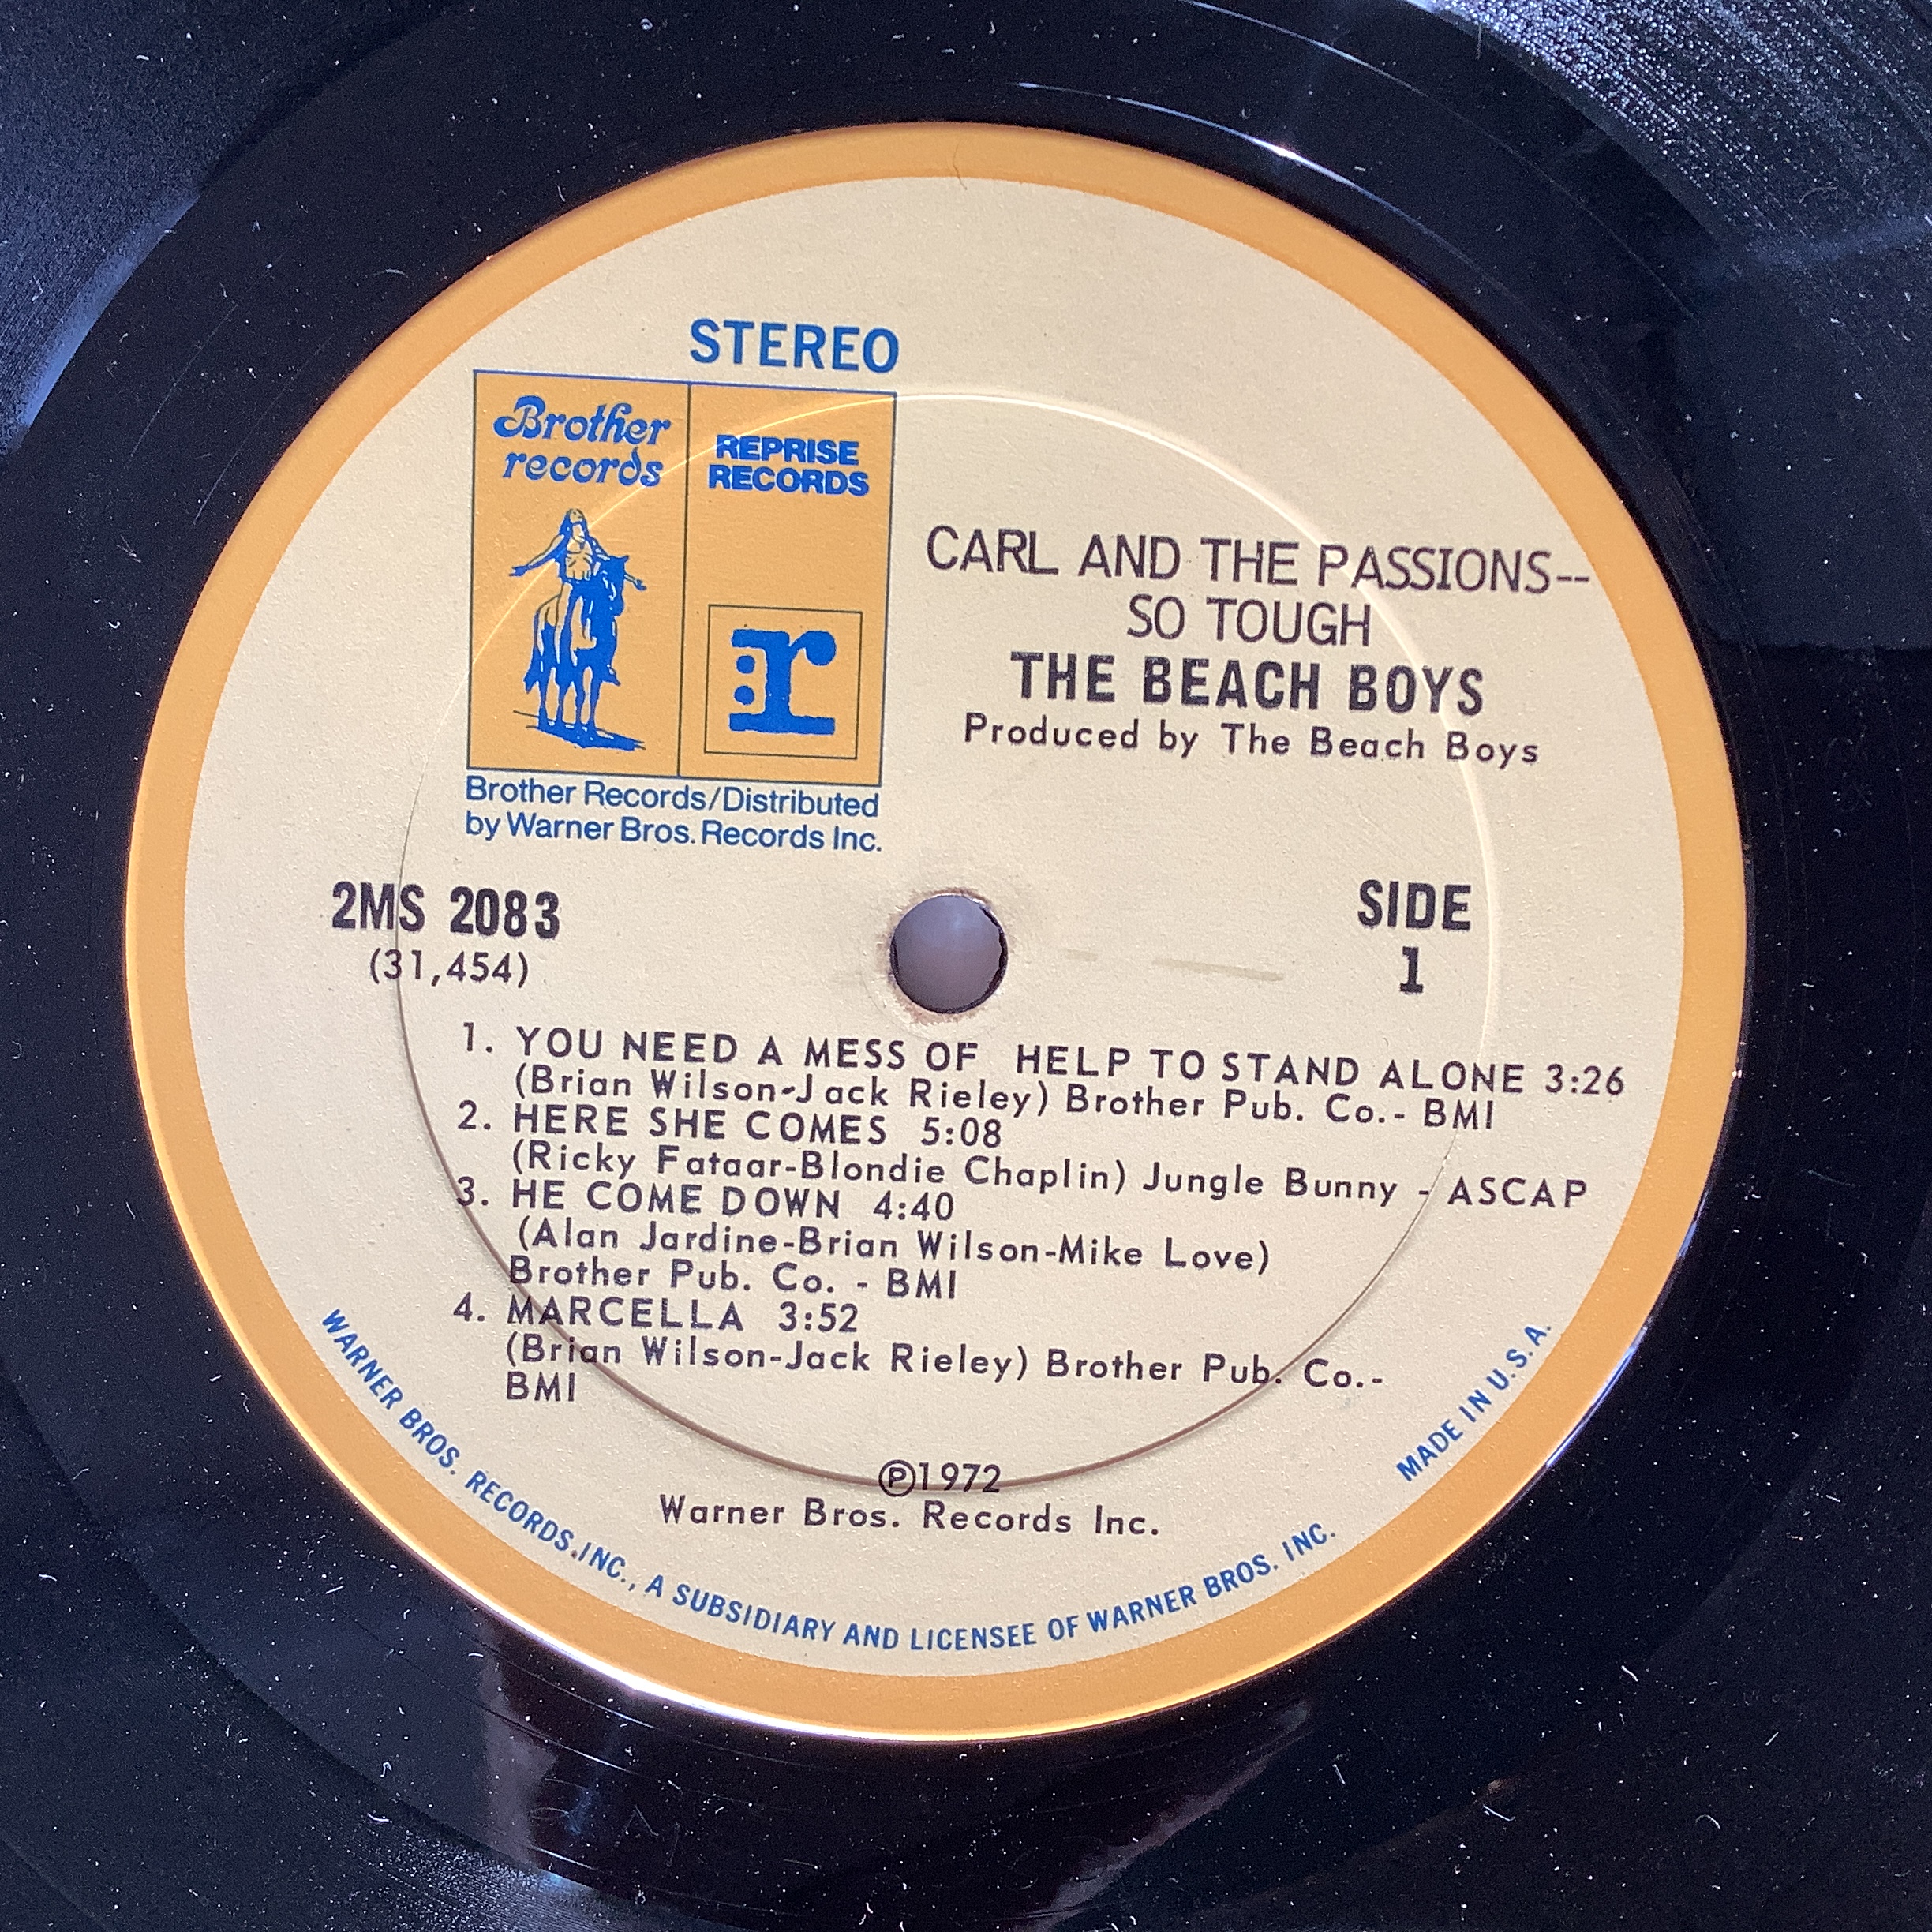 STEREO
Brother
records
REPRISE
RECORDS
r
Brother Records/Distributed
by Warner Bros. Records Inc.
CARL AND THE PASSIONS--
SO TOUGH
THE BEACH BOYS
Produced by The Beach Boys
2MS 2083
(31,454)
SIDE
1
1. YOU NEED A MESS OF HELP TO STAND ALONE 3:26
(Brian Wilson-Jack Rieley) Brother Pub. Co.- BMI
2. HERE SHE COMES 5:08
(Ricky Fataar-Blondie Chaplin) Jungle Bunny - ASCAP
3. HE COME DOWN 4:40
(Alan Jardine-Brian Wilson-Mike Love)
Brother Pub. Co. - BMI
4. MARCELLA 3:52
(Brian Wilson-Jack Rieley) Brother Pub. Co.-
BMI
℗1972
Warner Bros. Records Inc.
WARNER BROS. RECORDS, INC., A SUBSIDIARY AND LICENSEE OF WARNER BROS. INC.
MADE IN U.S.A.